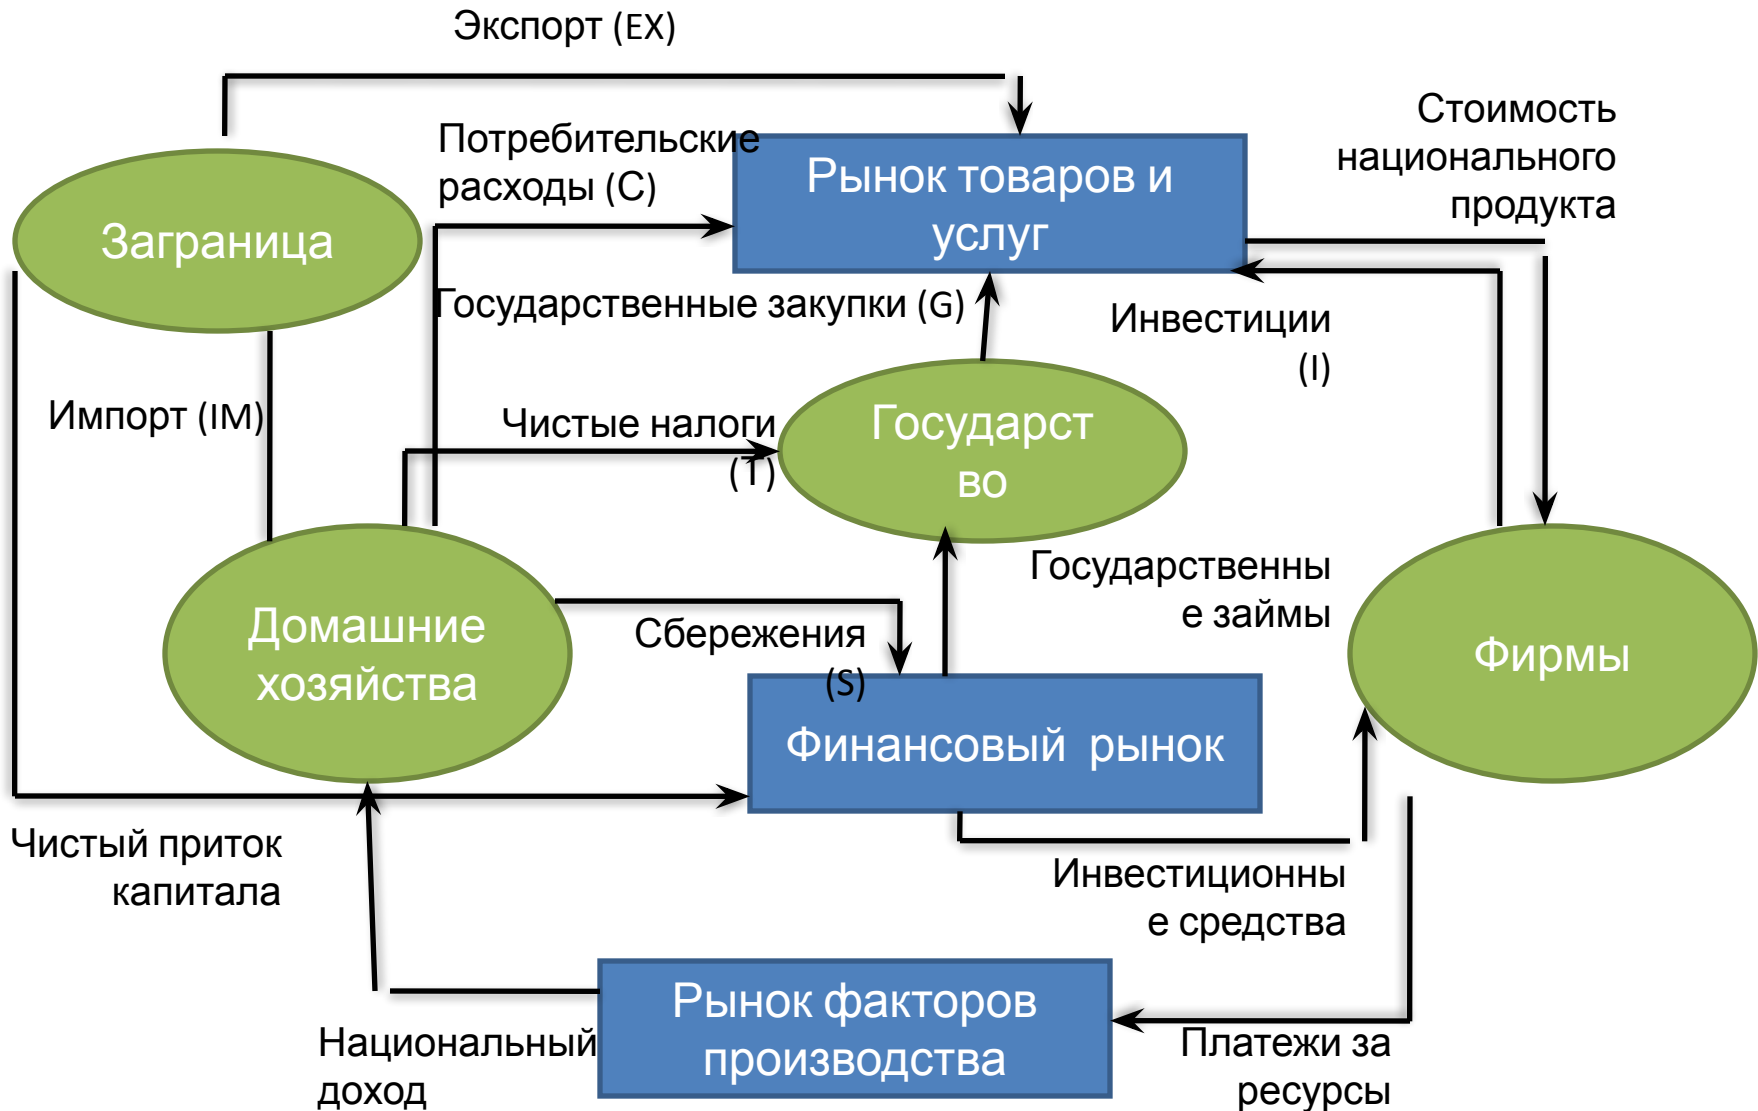 Экспорт (EX)
Стоимость
национального
продукта
Потребительские
расходы (С)
Рынок товаров и
услуг
Заграница
Государственные закупки (G)
Инвестиции
(I)
Импорт (IM)
Чистые налоги
(T)
Государст
во
Государственны
е займы
Домашние
хозяйства
Сбережения
(S)
Фирмы
Финансовый рынок
Чистый приток
капитала
Инвестиционны
е средства
Рынок факторов
производства
Национальный
доход
Платежи за
ресурсы